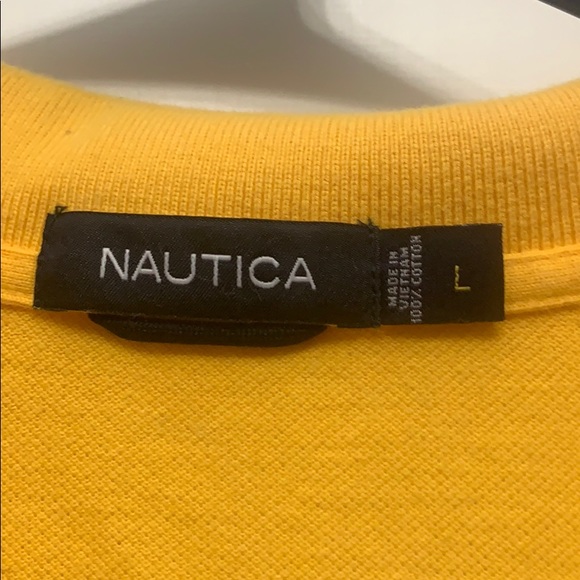 NAUTICA
MADE IN
VIETNAM
100% COTTON
L